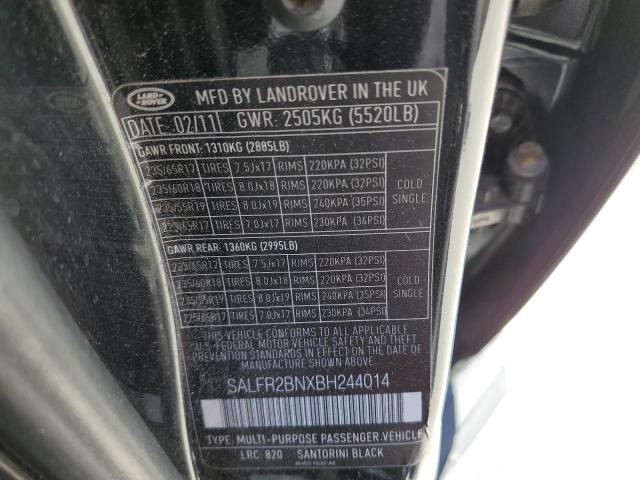 LAND ROVER
MFD BY LANDROVER IN THE UK
DATE: 02/11 GWR: 2505KG (5520LB)
GAWR FRONT: 1310KG (2885LB)
235/65R17 TIRES 7.5Jx17 RIMS 220KPA (32PSI)
235/60R18 TIRES 8.0Jx18 RIMS 220KPA (32PSI)
235/55R19 TIRES 8.0Jx19 RIMS 240KPA (35PSI)
225/65R17 TIRES 7.0Jx17 RIMS 230KPA (34PSI)
COLD
SINGLE
GAWR REAR: 1360KG (2995LB)
235/65R17 TIRES 7.5Jx17 RIMS 220KPA (32PSI)
235/60R18 TIRES 8.0Jx18 RIMS 220KPA (32PSI)
235/55R19 TIRES 8.0Jx19 RIMS 240KPA (35PSI)
225/65R17 TIRES 7.0Jx17 RIMS 230KPA (34PSI)
COLD
SINGLE
THIS VEHICLE CONFORMS TO ALL APPLICABLE
U.S. FEDERAL MOTOR VEHICLE SAFETY AND THEFT
PREVENTION STANDARDS IN EFFECT ON THE DATE OF
MANUFACTURE SHOWN ABOVE
SALFR2BNXBH244014
TYPE: MULTI-PURPOSE PASSENGER VEHICLE
LRC: 820 SANTORINI BLACK